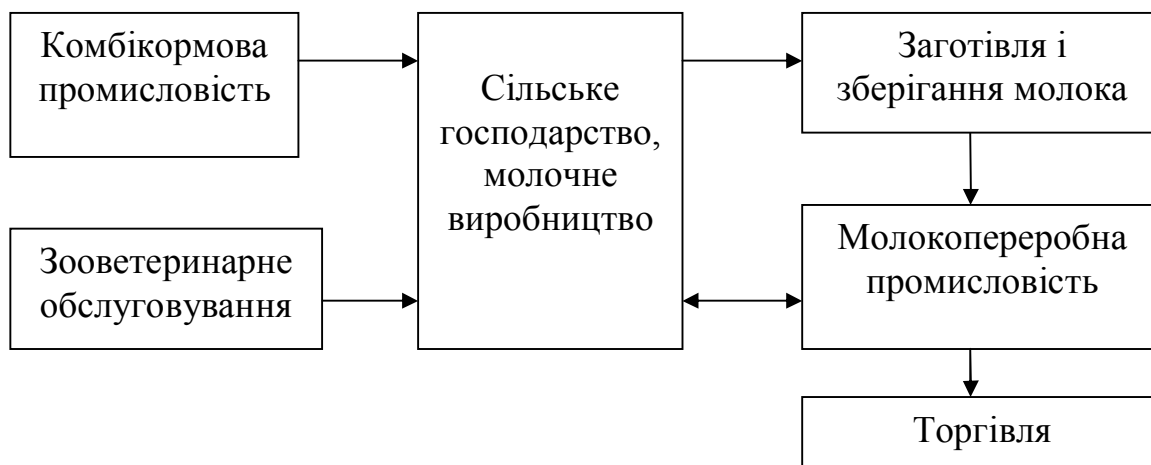 Комбікормова
промисловість
Сільське
господарство,
молочне
виробництво
Заготівля і
зберігання молока
Зооветеринарне
обслуговування
Молокопереробна
промисловість
Торгівля